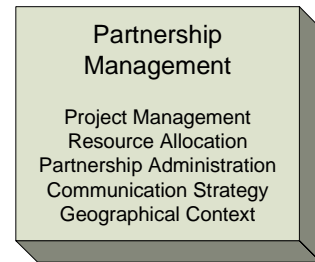 Partnership
Management
Project Management
Resource Allocation
Partnership Administration
Communication Strategy
Geographical Context